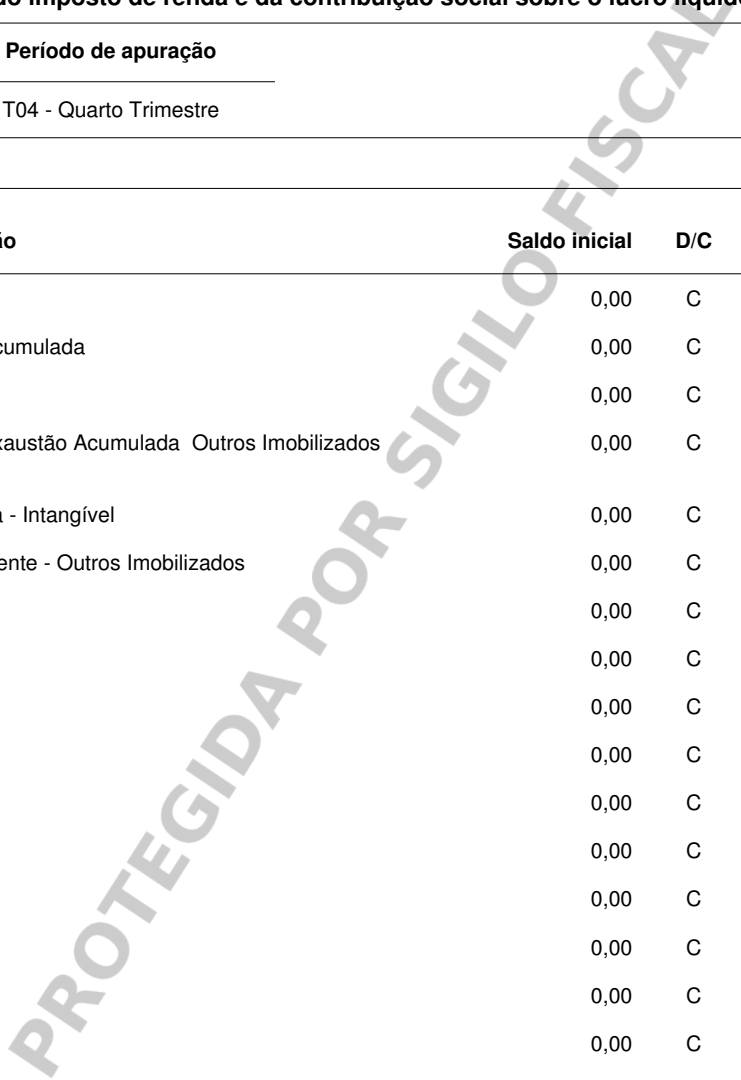 do imposto de renda e da contribuição social sobre o lucro líquido
Período de apuração
T04 - Quarto Trimestre
ão Saldo inicial D/C
0,00 C
cumulada 0,00 C
0,00 C
xaustão Acumulada Outros Imobilizados 0,00 C
a - Intangível 0,00 C
ente - Outros Imobilizados 0,00 C
0,00 C
0,00 C
0,00 C
0,00 C
0,00 C
0,00 C
0,00 C
0,00 C
0,00 C
0,00 C
PROTEGIDA POR SIGILO FISCAL